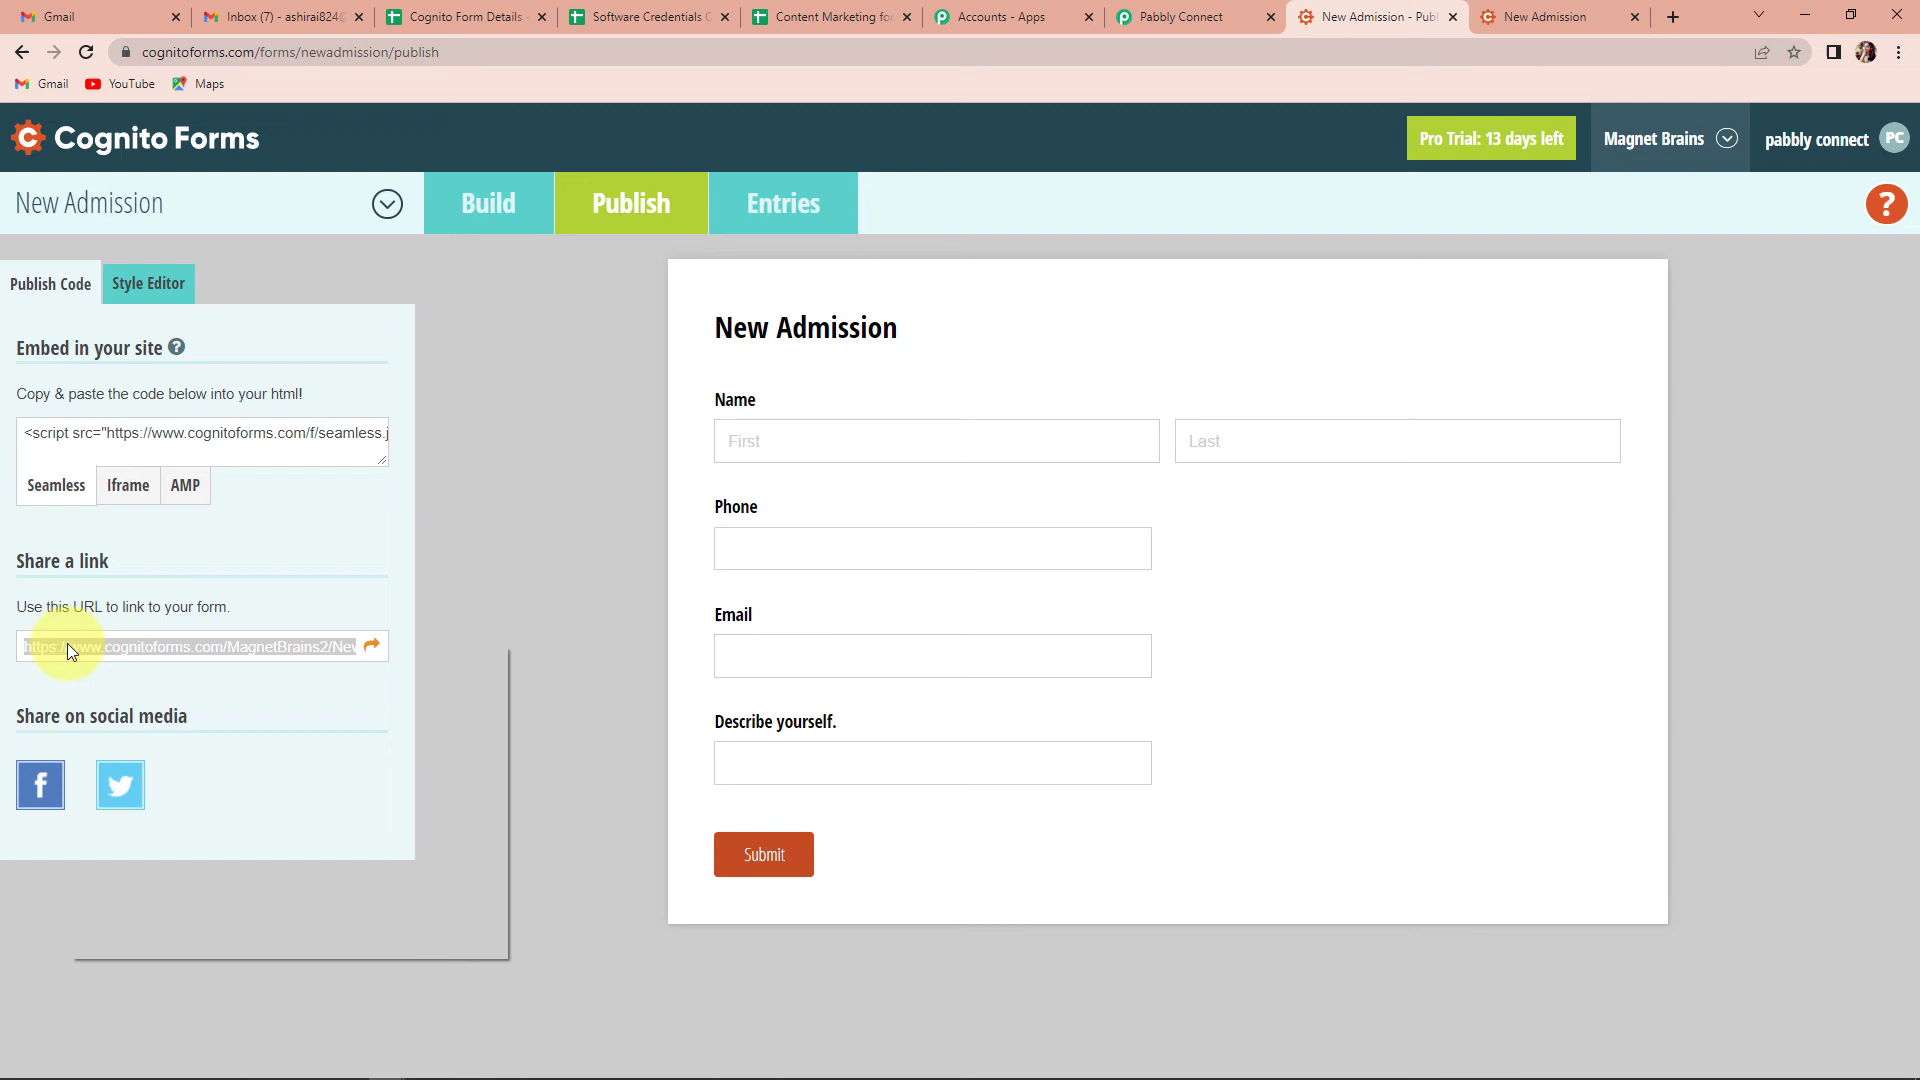 Gmail
Inbox (7) - ashirai824@
Cognito Form Details -
Software Credentials C
Content Marketing for
Accounts - Apps
Pabbly Connect
New Admission - Publ
New Admission
cognitoforms.com/forms/newadmission/publish
Gmail
YouTube
Maps
Cognito Forms
Pro Trial: 13 days left
Magnet Brains
pabbly connect
PC
New Admission
Build
Publish
Entries
?
Publish Code
Style Editor
Embed in your site ?
Copy & paste the code below into your html!
<script src="https://www.cognitoforms.com/f/seamless.j
Seamless
Iframe
AMP
Share a link
Use this URL to link to your form.
https://www.cognitoforms.com/MagnetBrains2/New
Share on social media
New Admission
Name
First
Last
Phone
Email
Describe yourself.
Submit